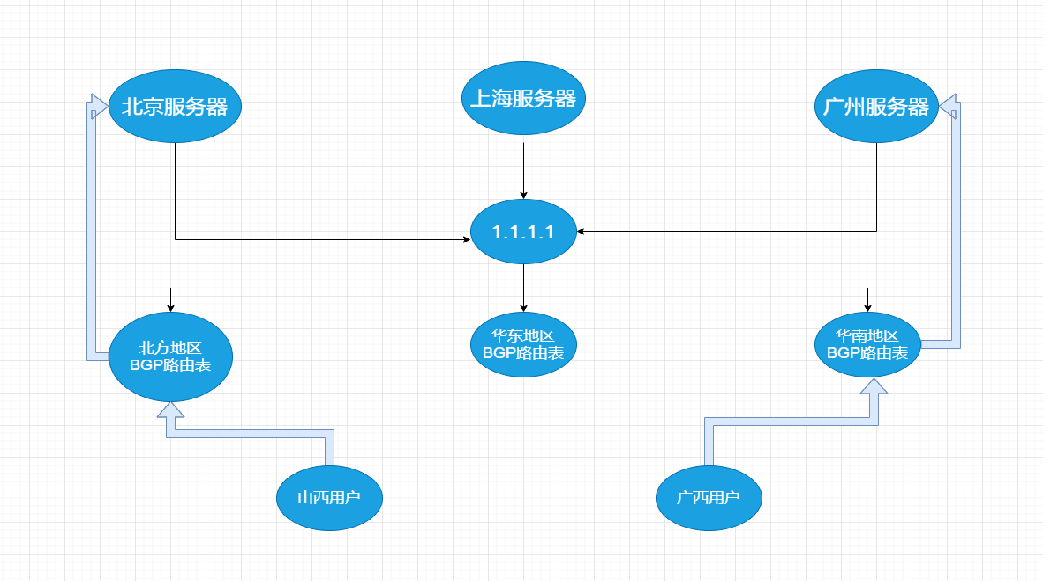 北京服务器
上海服务器
广州服务器
1.1.1.1
北方地区
BGP路由表
华东地区
BGP路由表
华南地区
BGP路由表
山西用户
广西用户